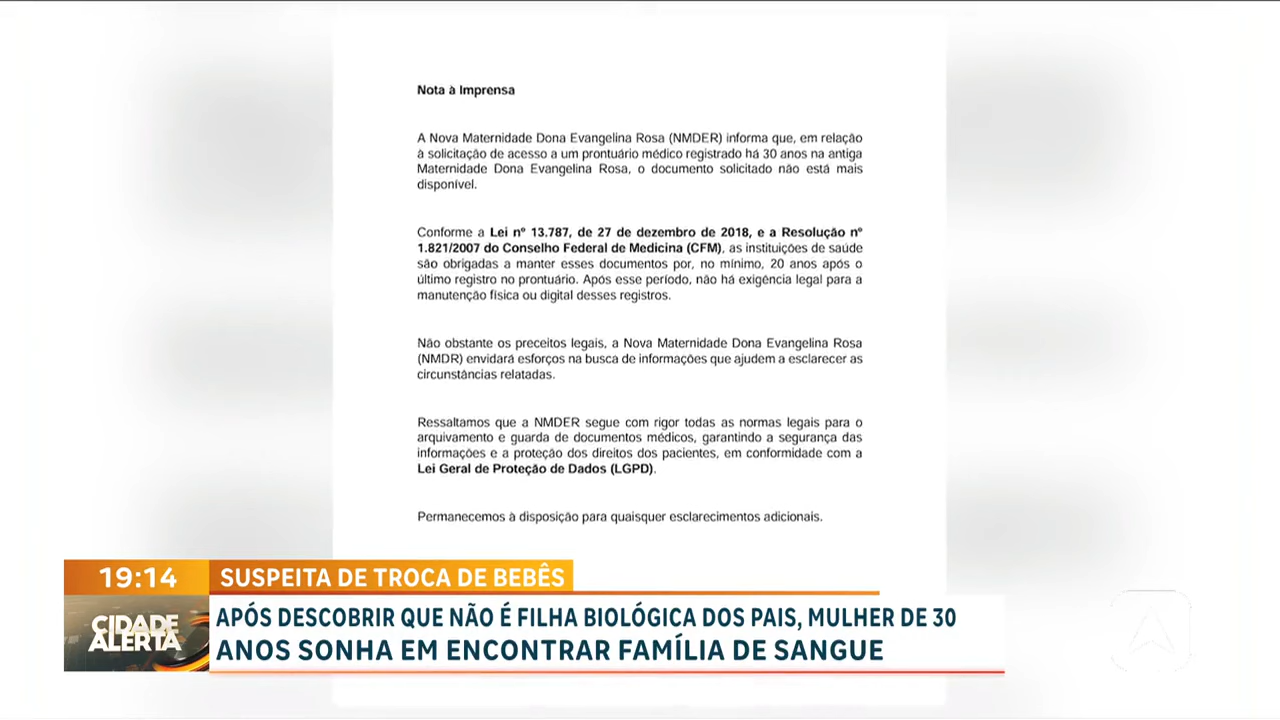 Nota à Imprensa
A Nova Maternidade Dona Evangelina Rosa (NMDER) informa que, em relação
à solicitação de acesso a um prontuário médico registrado há 30 anos na antiga
Maternidade Dona Evangelina Rosa, o documento solicitado não está mais
disponível.
Conforme a Lei nº 13.787, de 27 de dezembro de 2018, e a Resolução nº
1.821/2007 do Conselho Federal de Medicina (CFM), as instituições de saúde
são obrigadas a manter esses documentos por, no mínimo, 20 anos após o
último registro no prontuário. Após esse período, não há exigência legal para a
manutenção física ou digital desses registros.
Não obstante os preceitos legais, a Nova Maternidade Dona Evangelina Rosa
(NMDR) envidará esforços na busca de informações que ajudem a esclarecer as
circunstâncias relatadas.
Ressaltamos que a NMDER segue com rigor todas as normas legais para o
arquivamento e guarda de documentos médicos, garantindo a segurança das
informações e a proteção dos direitos dos pacientes, em conformidade com a
Lei Geral de Proteção de Dados (LGPD).
Permanecemos à disposição para quaisquer esclarecimentos adicionais.
19:14
SUSPEITA DE TROCA DE BEBÊS
CIDADE
ALERTA
APÓS DESCOBRIR QUE NÃO É FILHA BIOLÓGICA DOS PAIS, MULHER DE 30
ANOS SONHA EM ENCONTRAR FAMÍLIA DE SANGUE